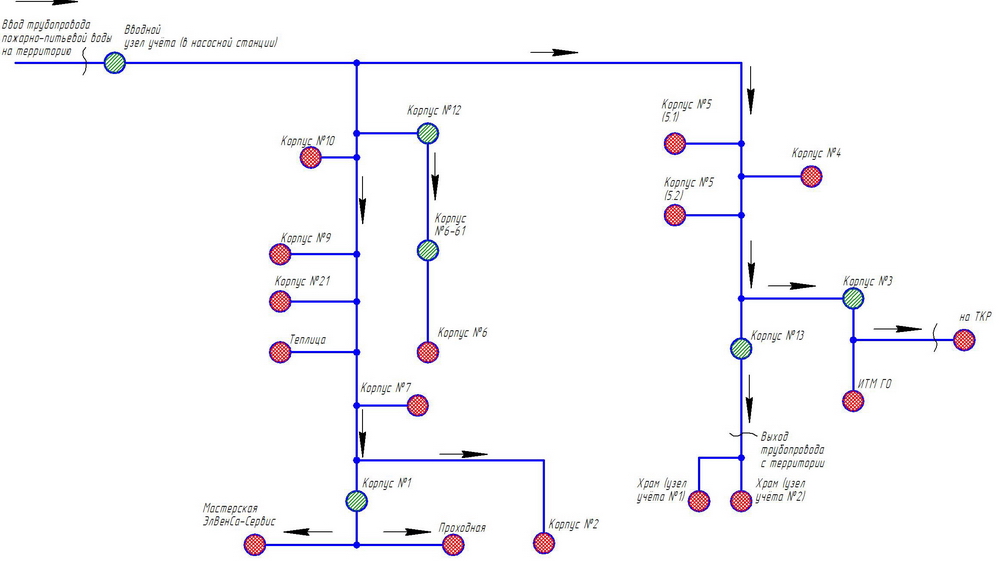 Ввод трубопровода
пожарно-питьевой воды
на территорию
Вводной
узел учета (в насосной станции)
Корпус №12
Корпус №10
Корпус
№6-61
Корпус №9
Корпус №21
Теплица
Корпус №6
Корпус №7
Корпус №1
Мастерская
ЭлВенСа-Сервис
Проходная
Корпус №2
Корпус №5
(5.1)
Корпус №4
Корпус №5
(5.2)
Корпус №3
на ТКР
Корпус №13
ИТМ ГО
Выход
трубопровода
с территории
Храм (узел
учета №1)
Храм (узел
учета №2)